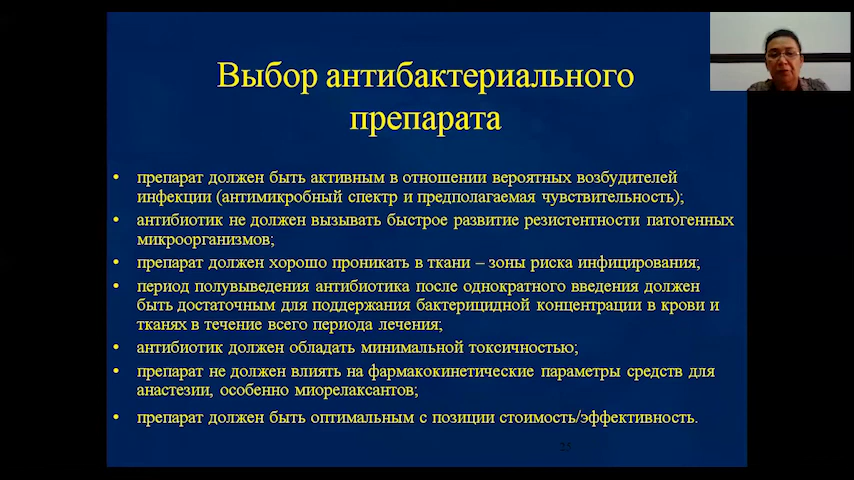 Выбор антибактериального
препарата
• препарат должен быть активным в отношении вероятных возбудителей
инфекции (антимикробный спектр и предполагаемая чувствительность);
• антибиотик не должен вызывать быстрое развитие резистентности патогенных
микроорганизмов;
• препарат должен хорошо проникать в ткани – зоны риска инфицирования;
• период полувыведения антибиотика после однократного введения должен
быть достаточным для поддержания бактерицидной концентрации в крови и
тканях в течение всего периода лечения;
• антибиотик должен обладать минимальной токсичностью;
• препарат не должен влиять на фармакокинетические параметры средств для
анастезии, особенно миорелаксантов;
• препарат должен быть оптимальным с позиции стоимость/эффективность.
25